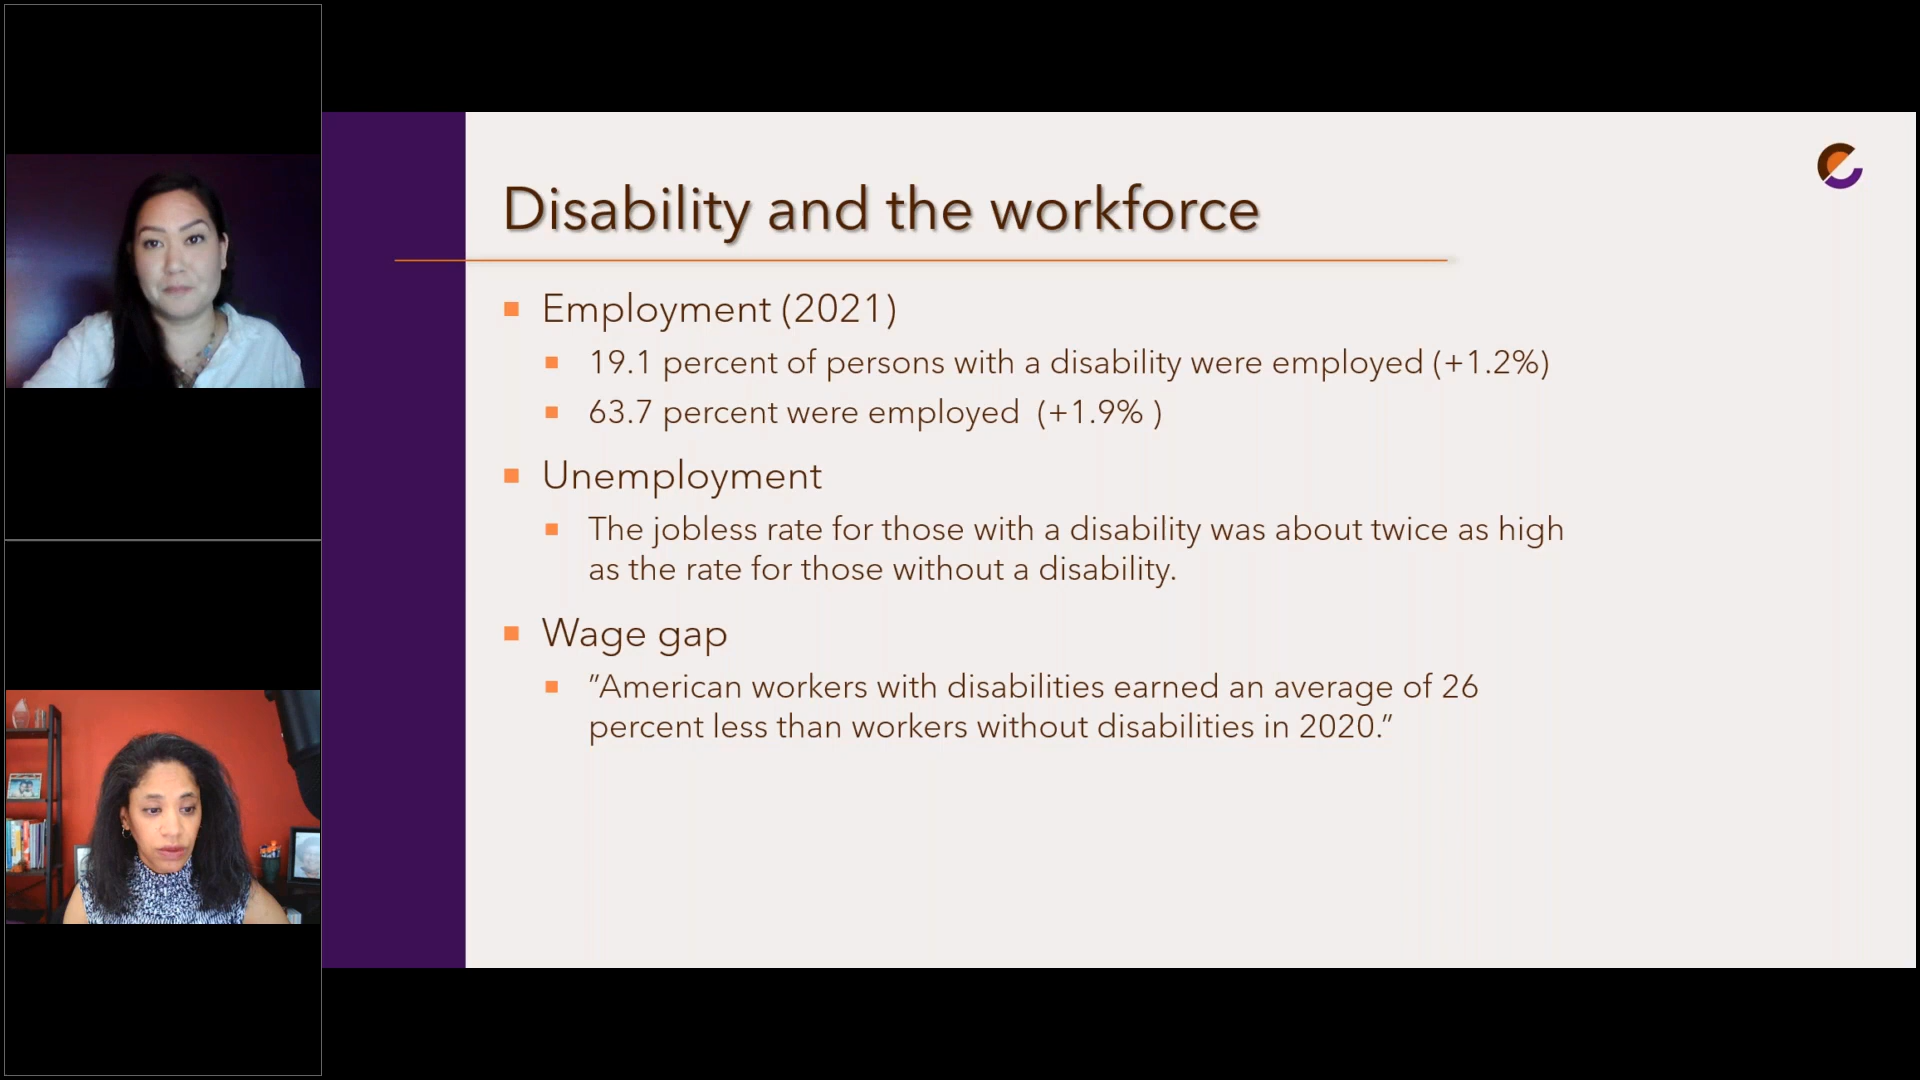 Disability and the workforce
Employment (2021)
19.1 percent of persons with a disability were employed (+1.2%)
63.7 percent were employed (+1.9% )
Unemployment
The jobless rate for those with a disability was about twice as high
as the rate for those without a disability.
Wage gap
”American workers with disabilities earned an average of 26
percent less than workers without disabilities in 2020.”